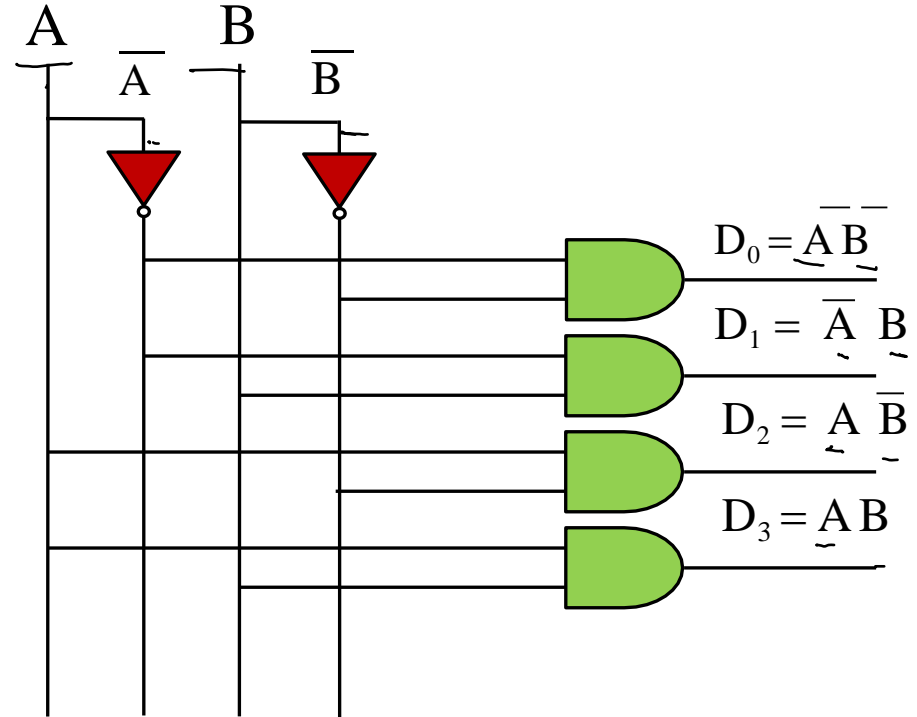 A
A̅
B
B̅
D₀ = A̅ B̅
D₁ = A̅ B
D₂ = A B̅
D₃ = A B